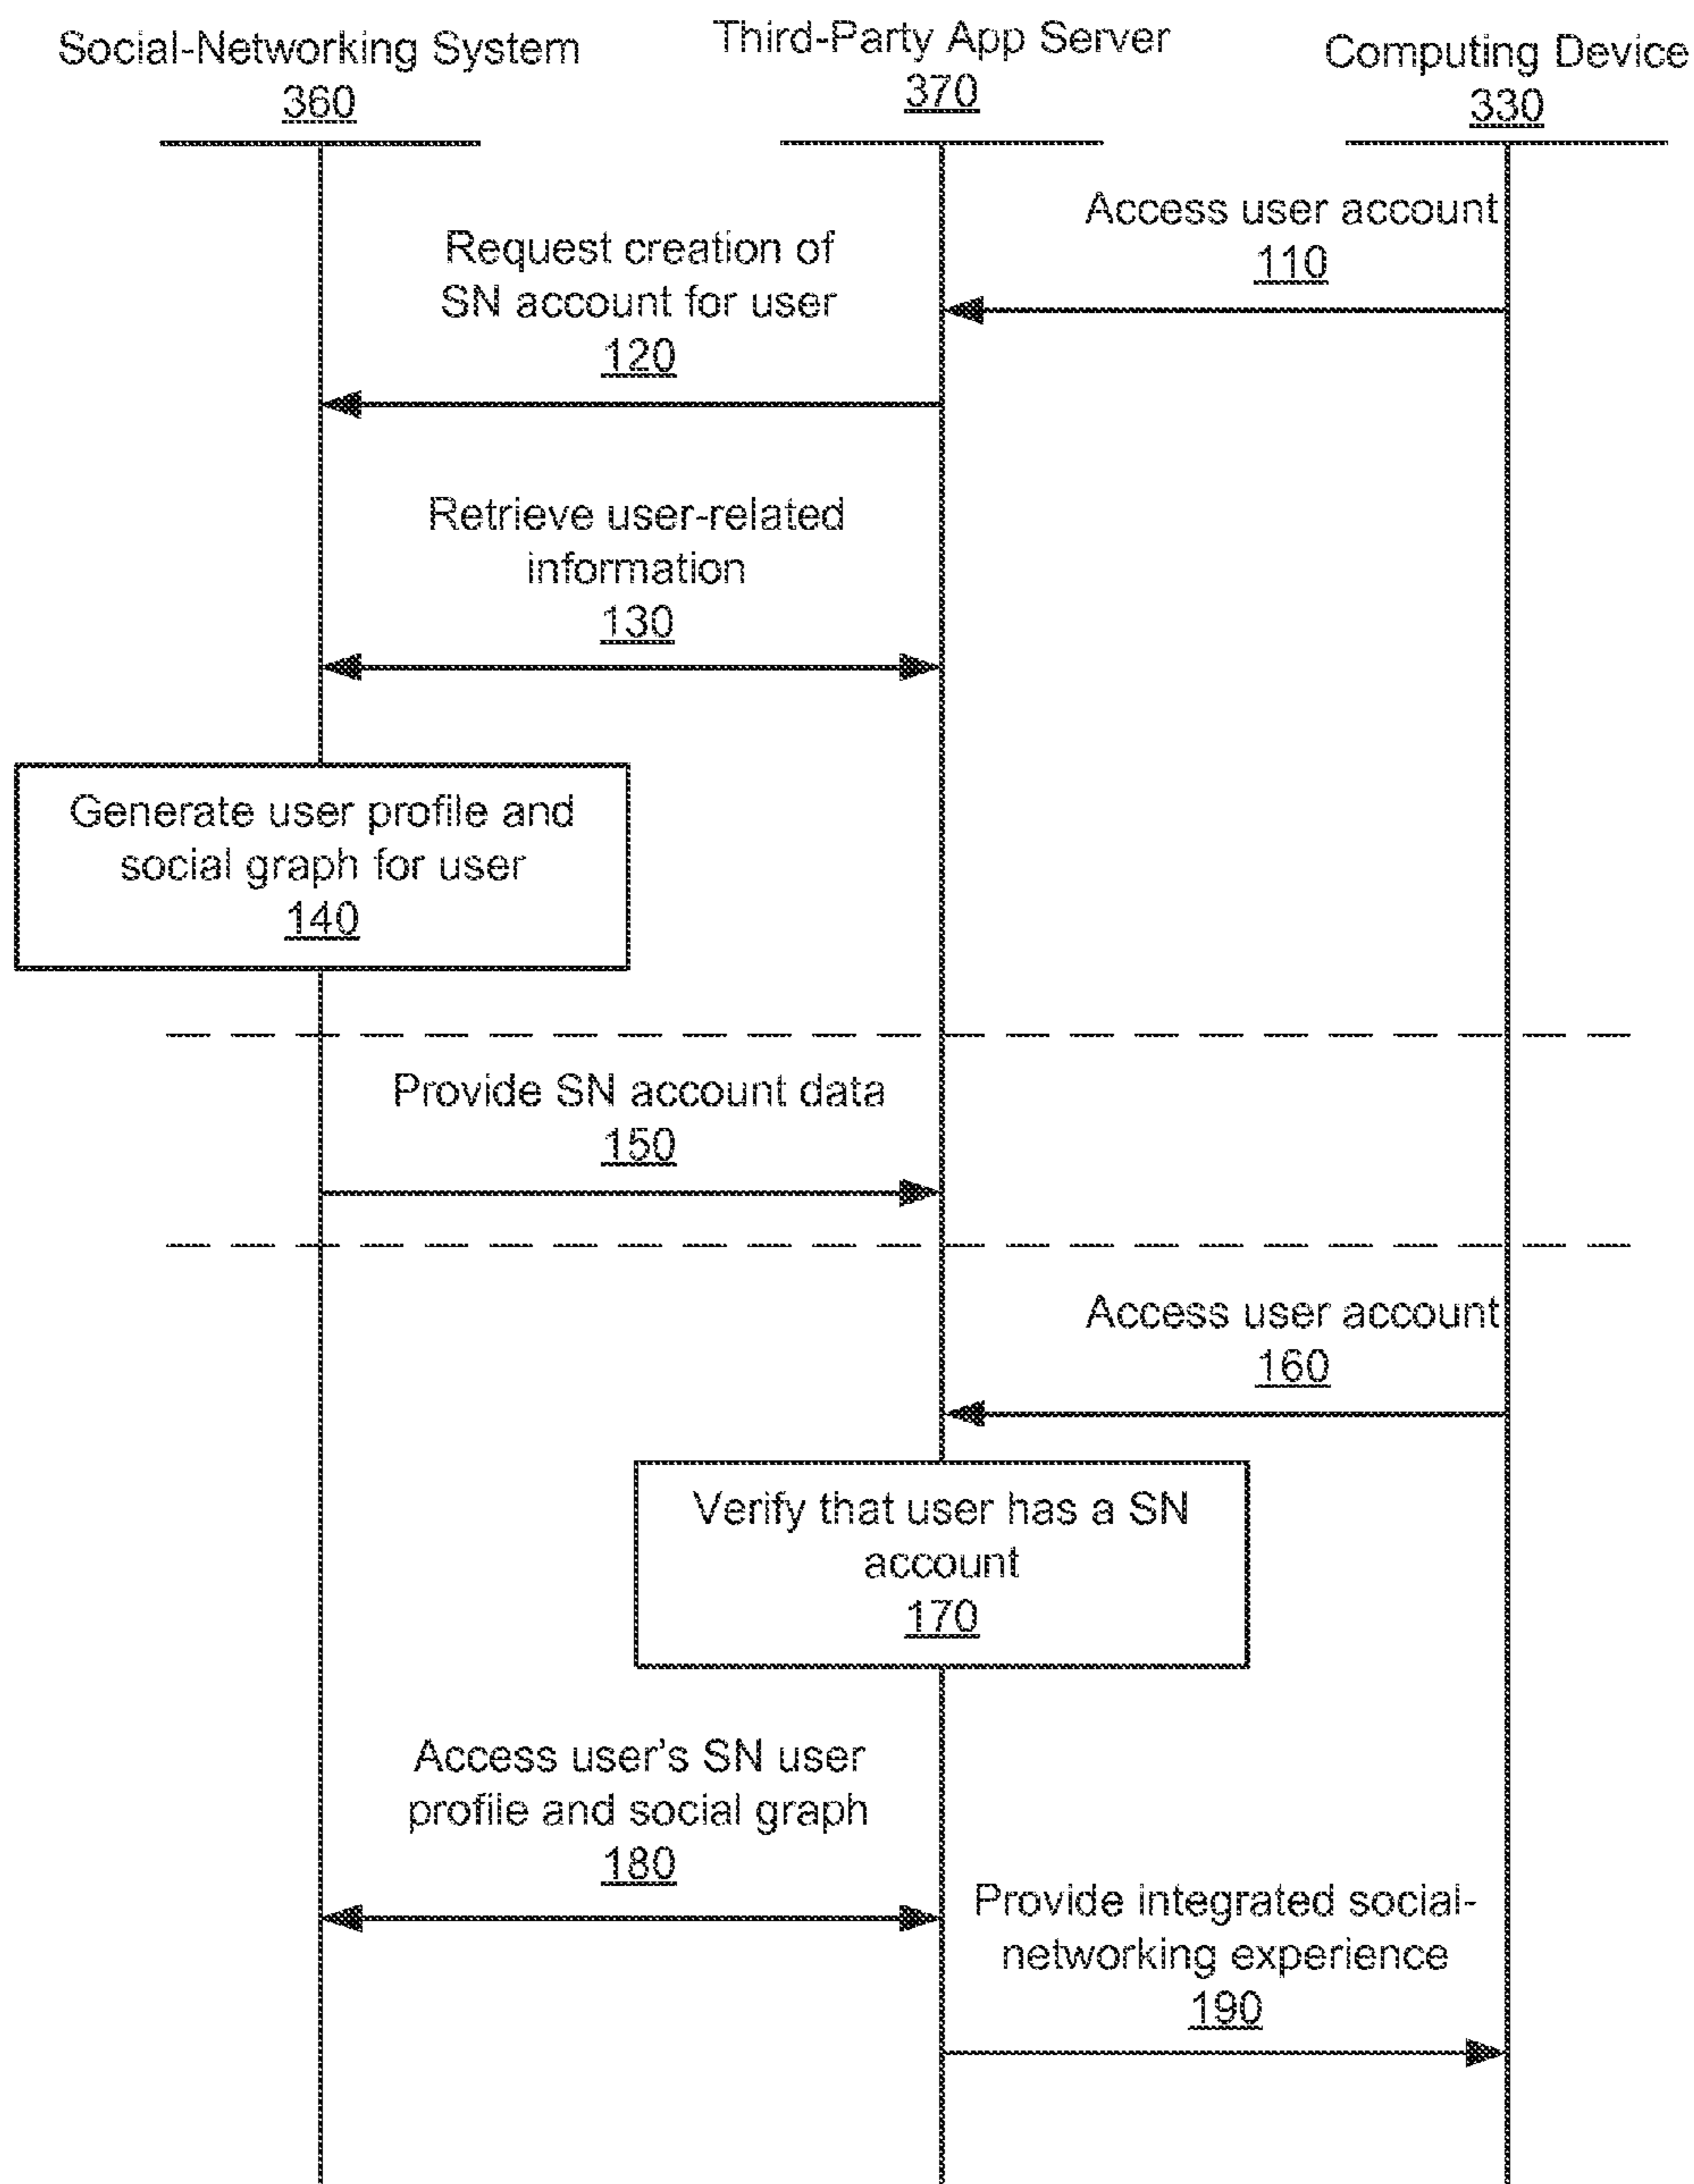 Social-Networking System
360
Third-Party App Server
370
Computing Device
330
Access user account
110
Request creation of
SN account for user
120
Retrieve user-related
information
130
Generate user profile and
social graph for user
140
Provide SN account data
150
Access user account
160
Verify that user has a SN
account
170
Access user's SN user
profile and social graph
180
Provide integrated social-
networking experience
190